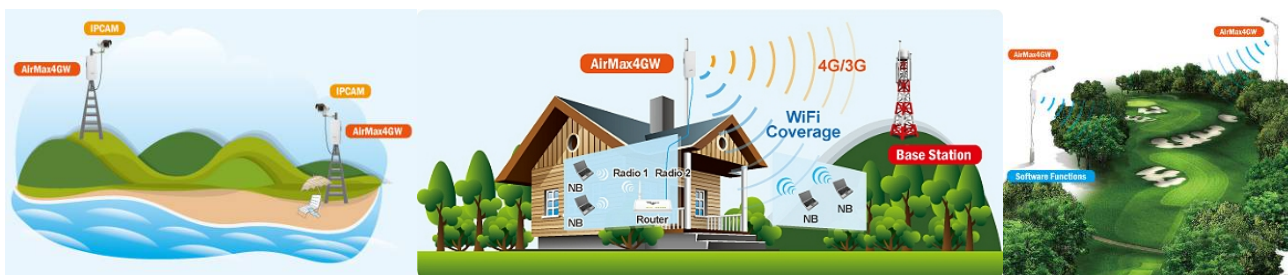 IPCAM
AirMax4GW
IPCAM
AirMax4GW
AirMax4GW
4G/3G
WiFi
Coverage
Base Station
Radio 1 Radio 2
NB
NB
Router
NB
NB
AirMax4GW
AirMax4GW
Software Functions